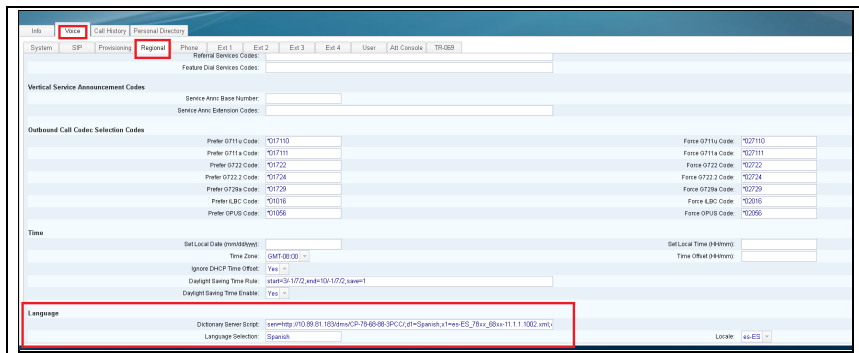 Info Voice Call History Personal Directory
System SIP Provisioning Regional Phone Ext 1 Ext 2 Ext 3 Ext 4 User Att Console TR-069
Referral Services Codes:
Feature Dial Services Codes:
Vertical Service Announcement Codes
Service Annc Base Number:
Service Annc Extension Codes:
Outbound Call Codec Selection Codes
Prefer G711u Code: *017110 Force G711u Code: *027110
Prefer G711a Code: *017111 Force G711a Code: *027111
Prefer G722 Code: *01722 Force G722 Code: *02722
Prefer G722.2 Code: *01724 Force G722.2 Code: *02724
Prefer G729a Code: *01729 Force G729a Code: *02729
Prefer iLBC Code: *01016 Force iLBC Code: *02016
Prefer OPUS Code: *01056 Force OPUS Code: *02056
Time
Set Local Date (mm/dd/yyyy): Set Local Time (HH/mm):
Time Zone: GMT-08:00 Time Offset (HH/mm):
Ignore DHCP Time Offset: Yes
Daylight Saving Time Rule: start=3/-1/7/2;end=10/-1/7/2;save=1
Daylight Saving Time Enable: Yes
Language
Dictionary Server Script: serv=http://10.89.81.183/dms/CP-78-68-88-3PCC/;d1=Spanish;x1=es-ES_78xx_68xx-11.1.1.1002.xml;
Language Selection: Spanish Locale: es-ES